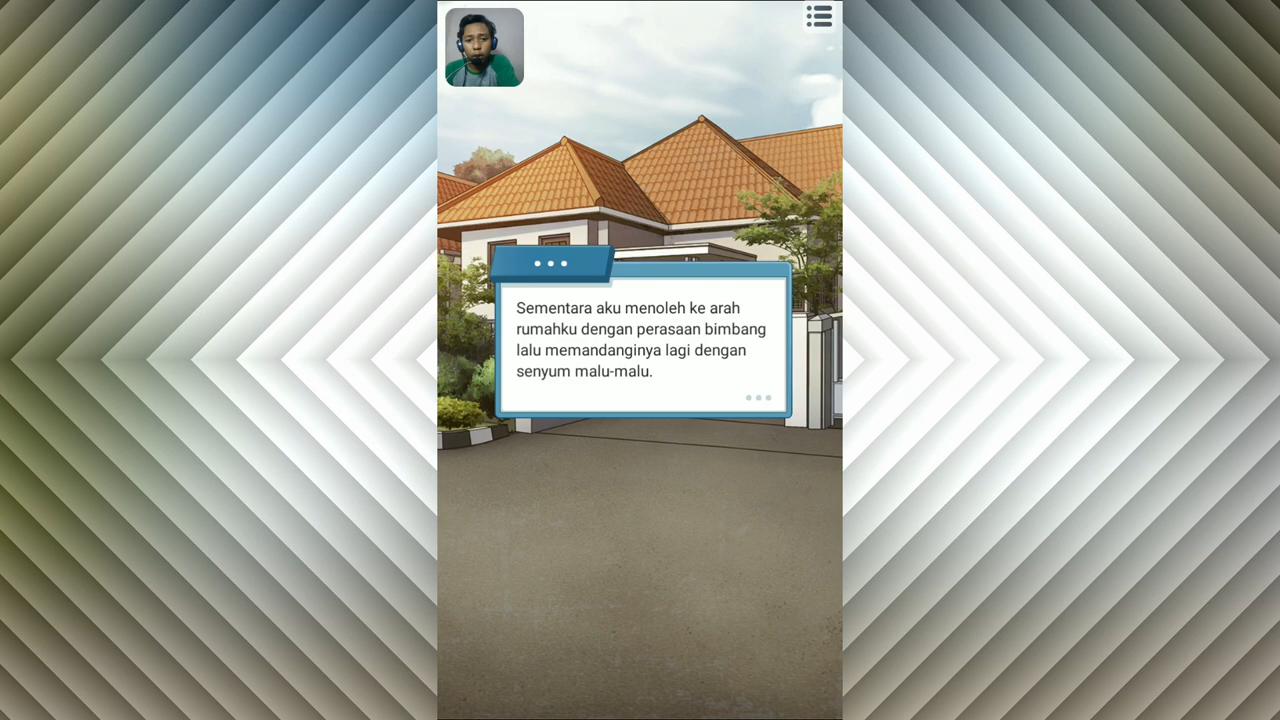 Sementara aku menoleh ke arah
rumahku dengan perasaan bimbang
lalu memandanginya lagi dengan
senyum malu-malu.